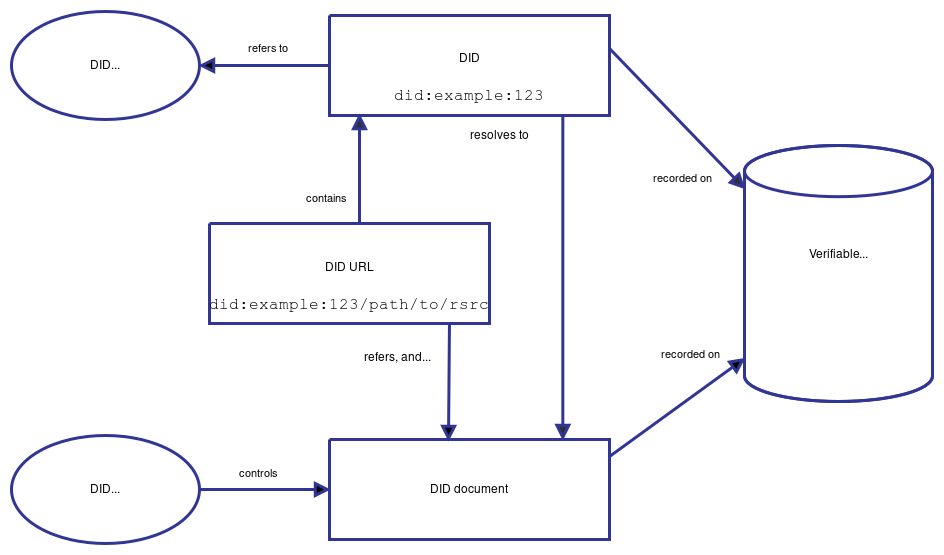 refers to
DID...
DID
did:example:123
resolves to
recorded on
contains
Verifiable...
DID URL
did:example:123/path/to/rsrc
refers, and...
recorded on
controls
DID...
DID document